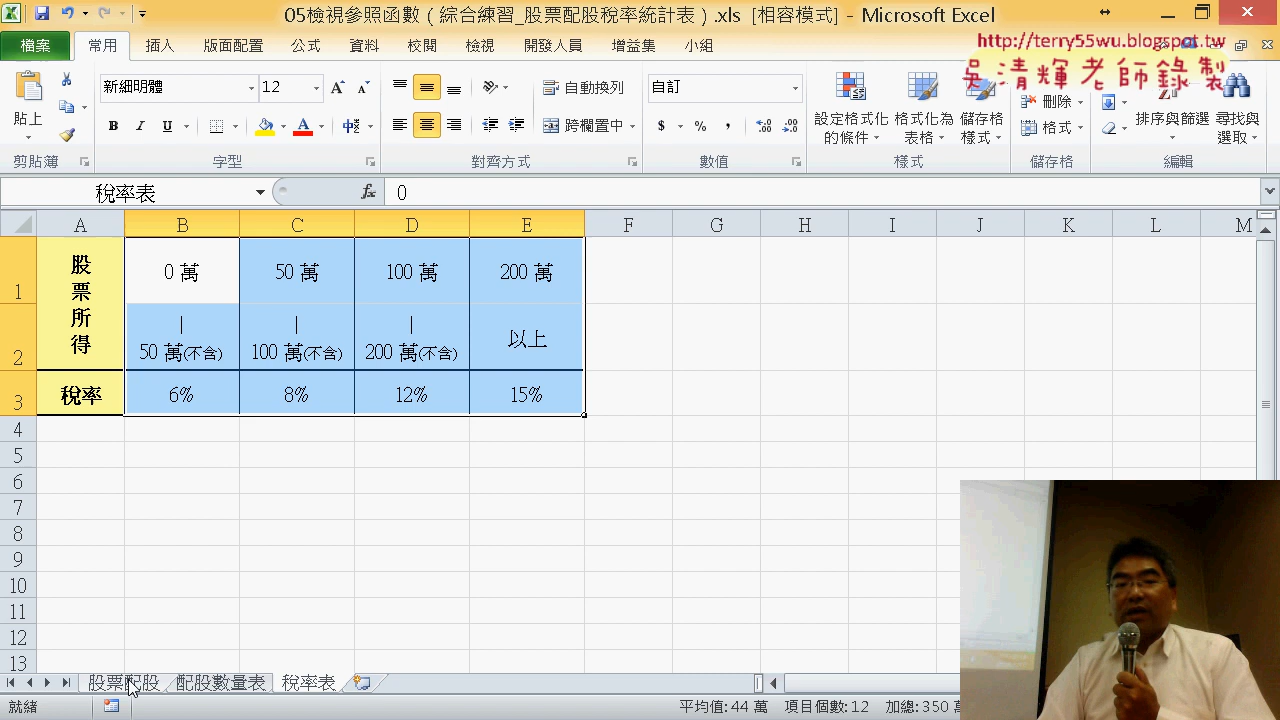 05檢視參照函數（綜合練習_股票配股稅率統計表）.xls [相容模式] - Microsoft Excel
檔案 常用 插入 版面配置 公式 資料 校閱 檢視 開發人員 增益集 小組
http://terry55wu.blogspot.tw
吳清輝老師錄製
貼上
新細明體 12
自動換列
跨欄置中
自訂
設定格式化的條件
格式化為表格
儲存格樣式
刪除
格式
排序與篩選
尋找與選取
剪貼簿 字型 對齊方式 數值 樣式 儲存格 編輯
稅率表 fx 0
A B C D E F G H I J K L M
1 股票所得 0 萬 50 萬 100 萬 200 萬
2 | | | 以上
50 萬(不含) 100 萬(不含) 200 萬(不含)
3 稅率 6% 8% 12% 15%
4
5
6
7
8
9
10
11
12
13
股票配股 配股數量表 稅率表
就緒 平均值: 44 萬 項目個數: 12 加總: 350 萬